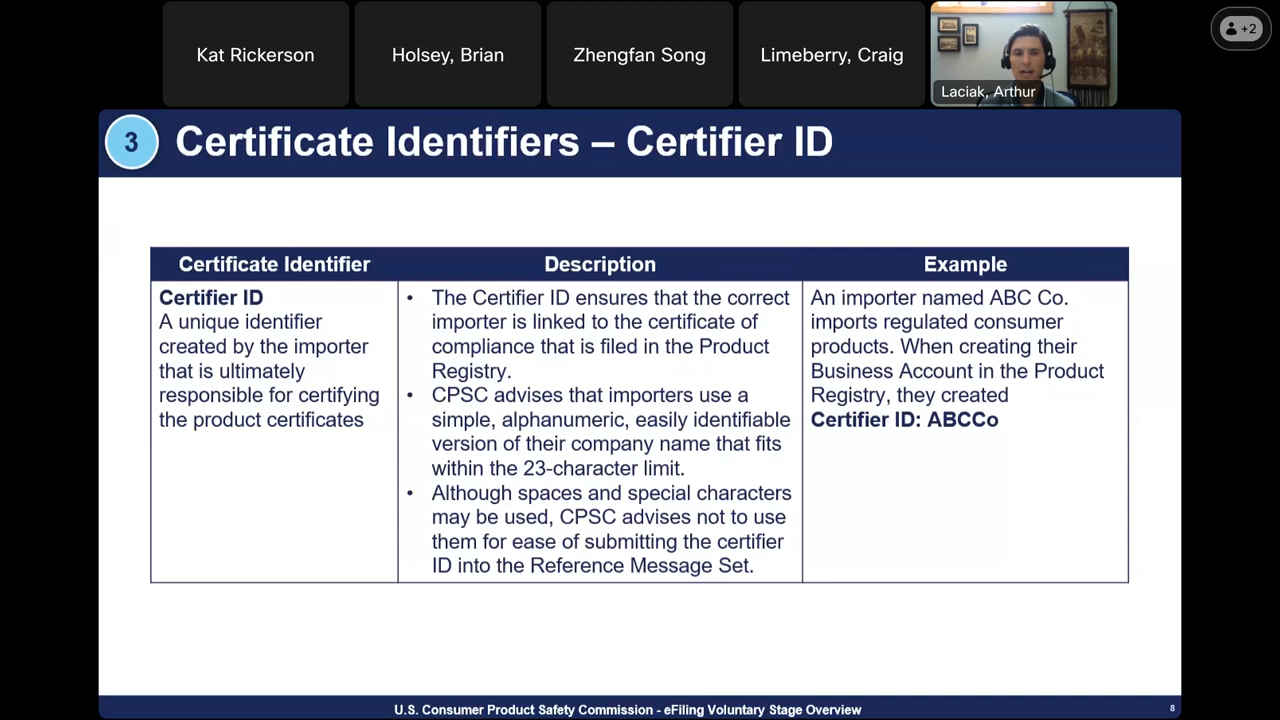 Kat Rickerson
Holsey, Brian
Zhengfan Song
Limeberry, Craig
Laciak, Arthur
+2
3
Certificate Identifiers – Certifier ID
Certificate Identifier
Description
Example
Certifier ID
A unique identifier
created by the importer
that is ultimately
responsible for certifying
the product certificates
• The Certifier ID ensures that the correct
importer is linked to the certificate of
compliance that is filed in the Product
Registry.
• CPSC advises that importers use a
simple, alphanumeric, easily identifiable
version of their company name that fits
within the 23-character limit.
• Although spaces and special characters
may be used, CPSC advises not to use
them for ease of submitting the certifier
ID into the Reference Message Set.
An importer named ABC Co.
imports regulated consumer
products. When creating their
Business Account in the Product
Registry, they created
Certifier ID: ABCCo
U.S. Consumer Product Safety Commission - eFiling Voluntary Stage Overview
8